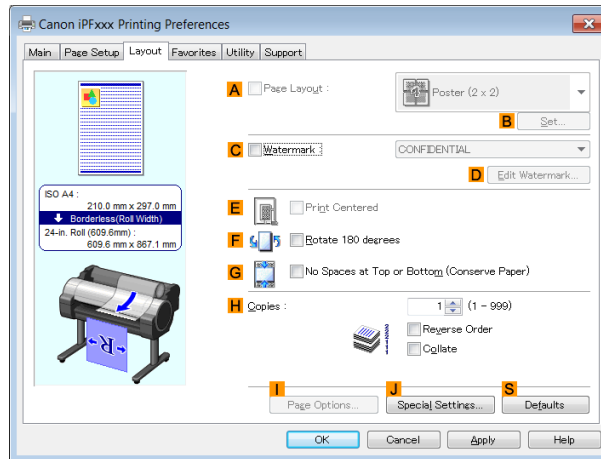 Canon iPFxxx Printing Preferences
Main Page Setup Layout Favorites Utility Support
A Page Layout : Poster (2 x 2)
B Set...
C Watermark : CONFIDENTIAL
D Edit Watermark...
ISO A4 :
210.0 mm x 297.0 mm
Borderless(Roll Width)
24-in. Roll (609.6mm) :
609.6 mm x 867.1 mm
E Print Centered
F Rotate 180 degrees
G No Spaces at Top or Bottom (Conserve Paper)
H Copies : 1 (1 - 999)
Reverse Order
Collate
R
I J S
Page Options... Special Settings... Defaults
OK Cancel Apply Help